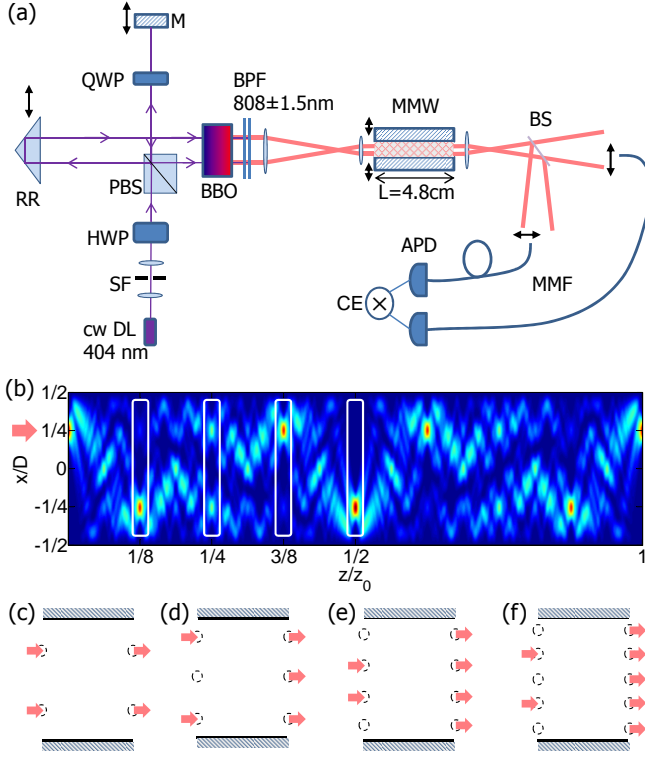 (a)
M
QWP
BPF
808±1.5nm
MMW
BS
RR
PBS
BBO
L=4.8cm
HWP
APD
SF
CE
MMF
cw DL
404 nm
(b)
1/2
1/4
0
-1/4
-1/2
x/D
1/8
1/4
3/8
1/2
1
z/z₀
(c)
(d)
(e)
(f)